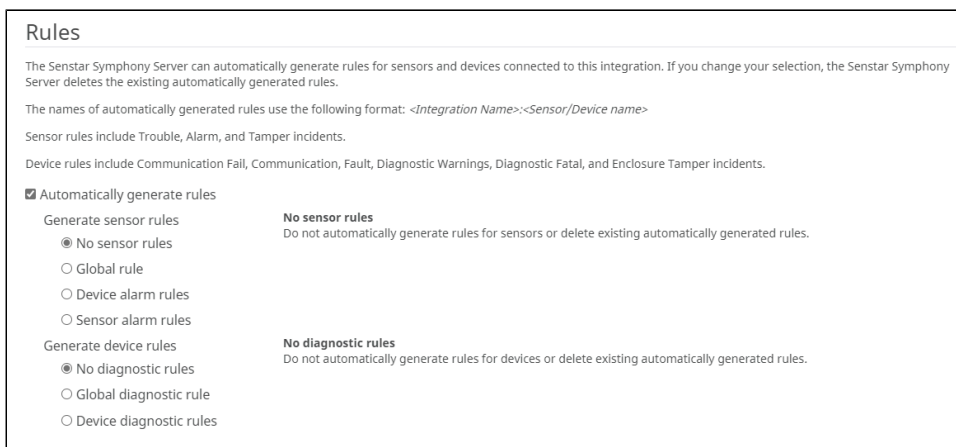 Rules
The Senstar Symphony Server can automatically generate rules for sensors and devices connected to this integration. If you change your selection, the Senstar Symphony
Server deletes the existing automatically generated rules.
The names of automatically generated rules use the following format: <Integration Name>:<Sensor/Device name>
Sensor rules include Trouble, Alarm, and Tamper incidents.
Device rules include Communication Fail, Communication, Fault, Diagnostic Warnings, Diagnostic Fatal, and Enclosure Tamper incidents.
Automatically generate rules
Generate sensor rules
No sensor rules
Do not automatically generate rules for sensors or delete existing automatically generated rules.
No sensor rules
Global rule
Device alarm rules
Sensor alarm rules
Generate device rules
No diagnostic rules
Do not automatically generate rules for devices or delete existing automatically generated rules.
No diagnostic rules
Global diagnostic rule
Device diagnostic rules